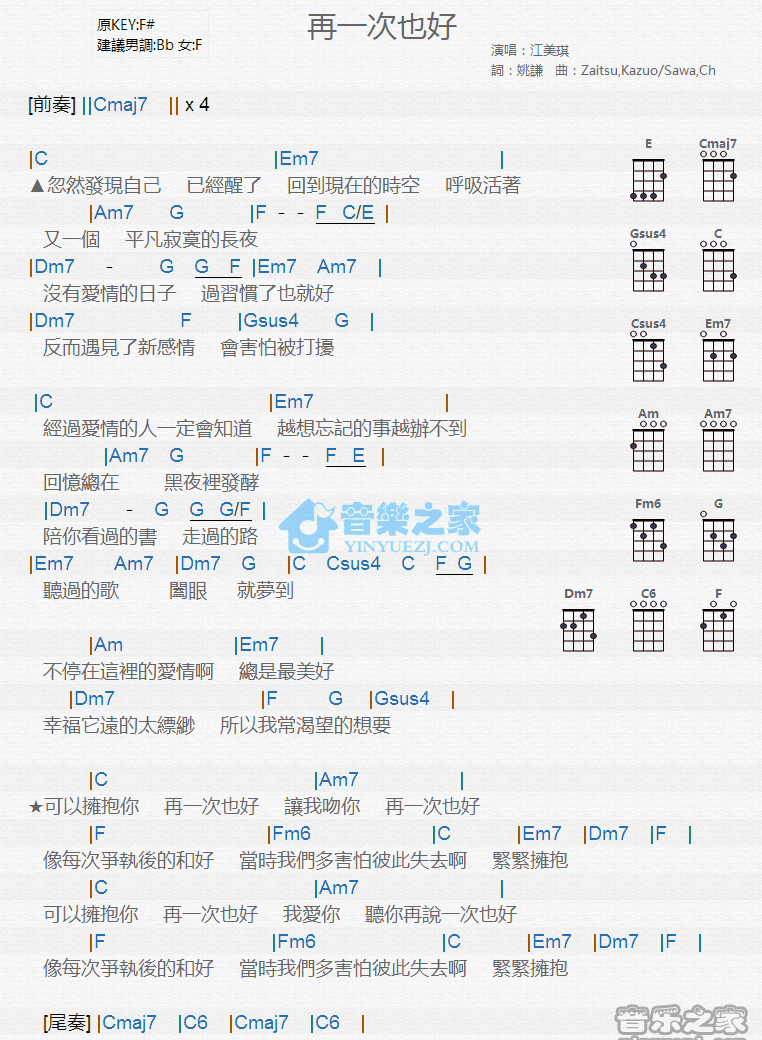 原KEY:F#
建議男調:Bb 女:F
再一次也好
演唱：江美琪
詞：姚謙 曲：Zaitsu,Kazuo/Sawa,Ch
[前奏] ||Cmaj7 || x 4
|C |Em7 |
▲忽然發現自己 已經醒了 回到現在的時空 呼吸活著
|Am7 G |F - - F C/E |
又一個 平凡寂寞的長夜
|Dm7 - G G F |Em7 Am7 |
沒有愛情的日子 過習慣了也就好
|Dm7 F |Gsus4 G |
反而遇見了新感情 會害怕被打擾
|C |Em7 |
經過愛情的人一定會知道 越想忘記的事越辦不到
|Am7 G |F - - F E |
回憶總在 黑夜裡發酵
|Dm7 - G G G/F |
陪你看過的書 走過的路
|Em7 Am7 |Dm7 G |C Csus4 C F G |
聽過的歌 闔眼 就夢到
|Am |Em7 |
不停在這裡的愛情啊 總是最美好
|Dm7 |F G |Gsus4 |
幸福它遠的太縹緲 所以我常渴望的想要
|C |Am7 |
★可以擁抱你 再一次也好 讓我吻你 再一次也好
|F |Fm6 |C |Em7 |Dm7 |F |
像每次爭執後的和好 當時我們多害怕彼此失去啊 緊緊擁抱
|C |Am7 |
可以擁抱你 再一次也好 我愛你 聽你再說一次也好
|F |Fm6 |C |Em7 |Dm7 |F |
像每次爭執後的和好 當時我們多害怕彼此失去啊 緊緊擁抱
[尾奏] |Cmaj7 |C6 |Cmaj7 |C6 |
E Cmaj7
Gsus4 C
Csus4 Em7
Am Am7
Fm6 G
Dm7 C6 F
音樂之家
YINYUEZJ.COM
音乐之家